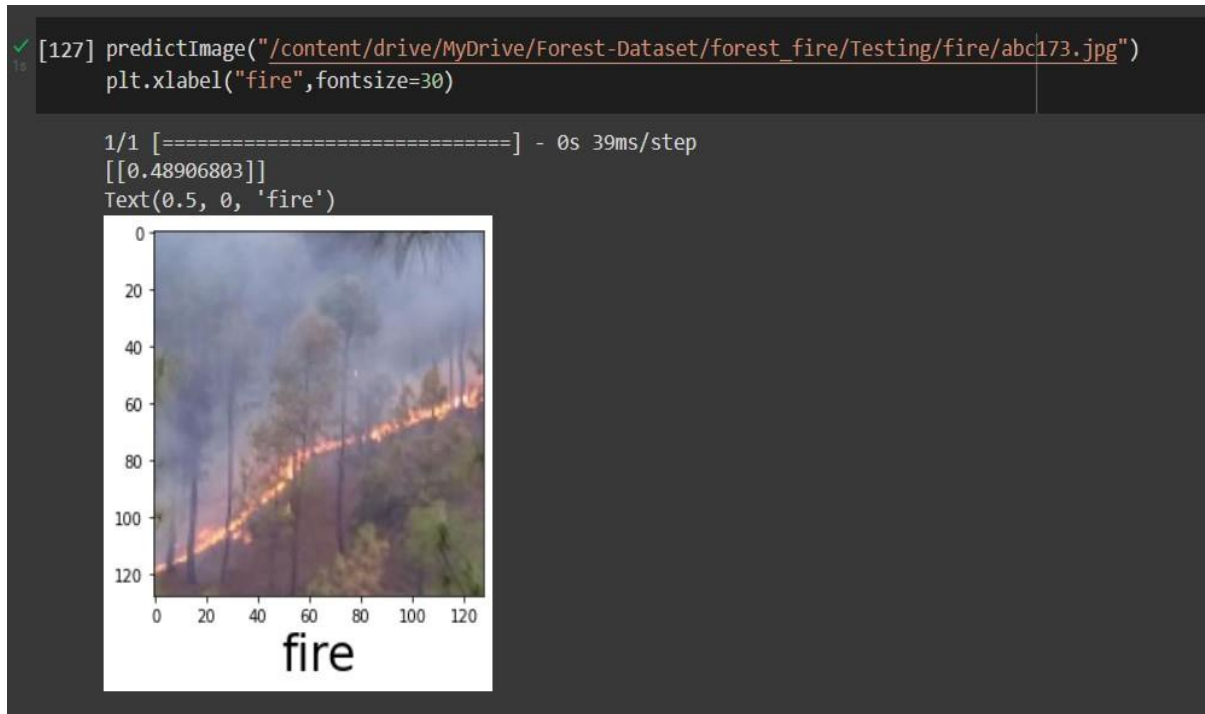 [127] predictImage("/content/drive/MyDrive/Forest-Dataset/forest_fire/Testing/fire/abc173.jpg")
1s
plt.xlabel("fire",fontsize=30)
1/1 [==============================] - 0s 39ms/step
[[0.48906803]]
Text(0.5, 0, 'fire')
0
20
40
60
80
100
120
0 20 40 60 80 100 120
fire